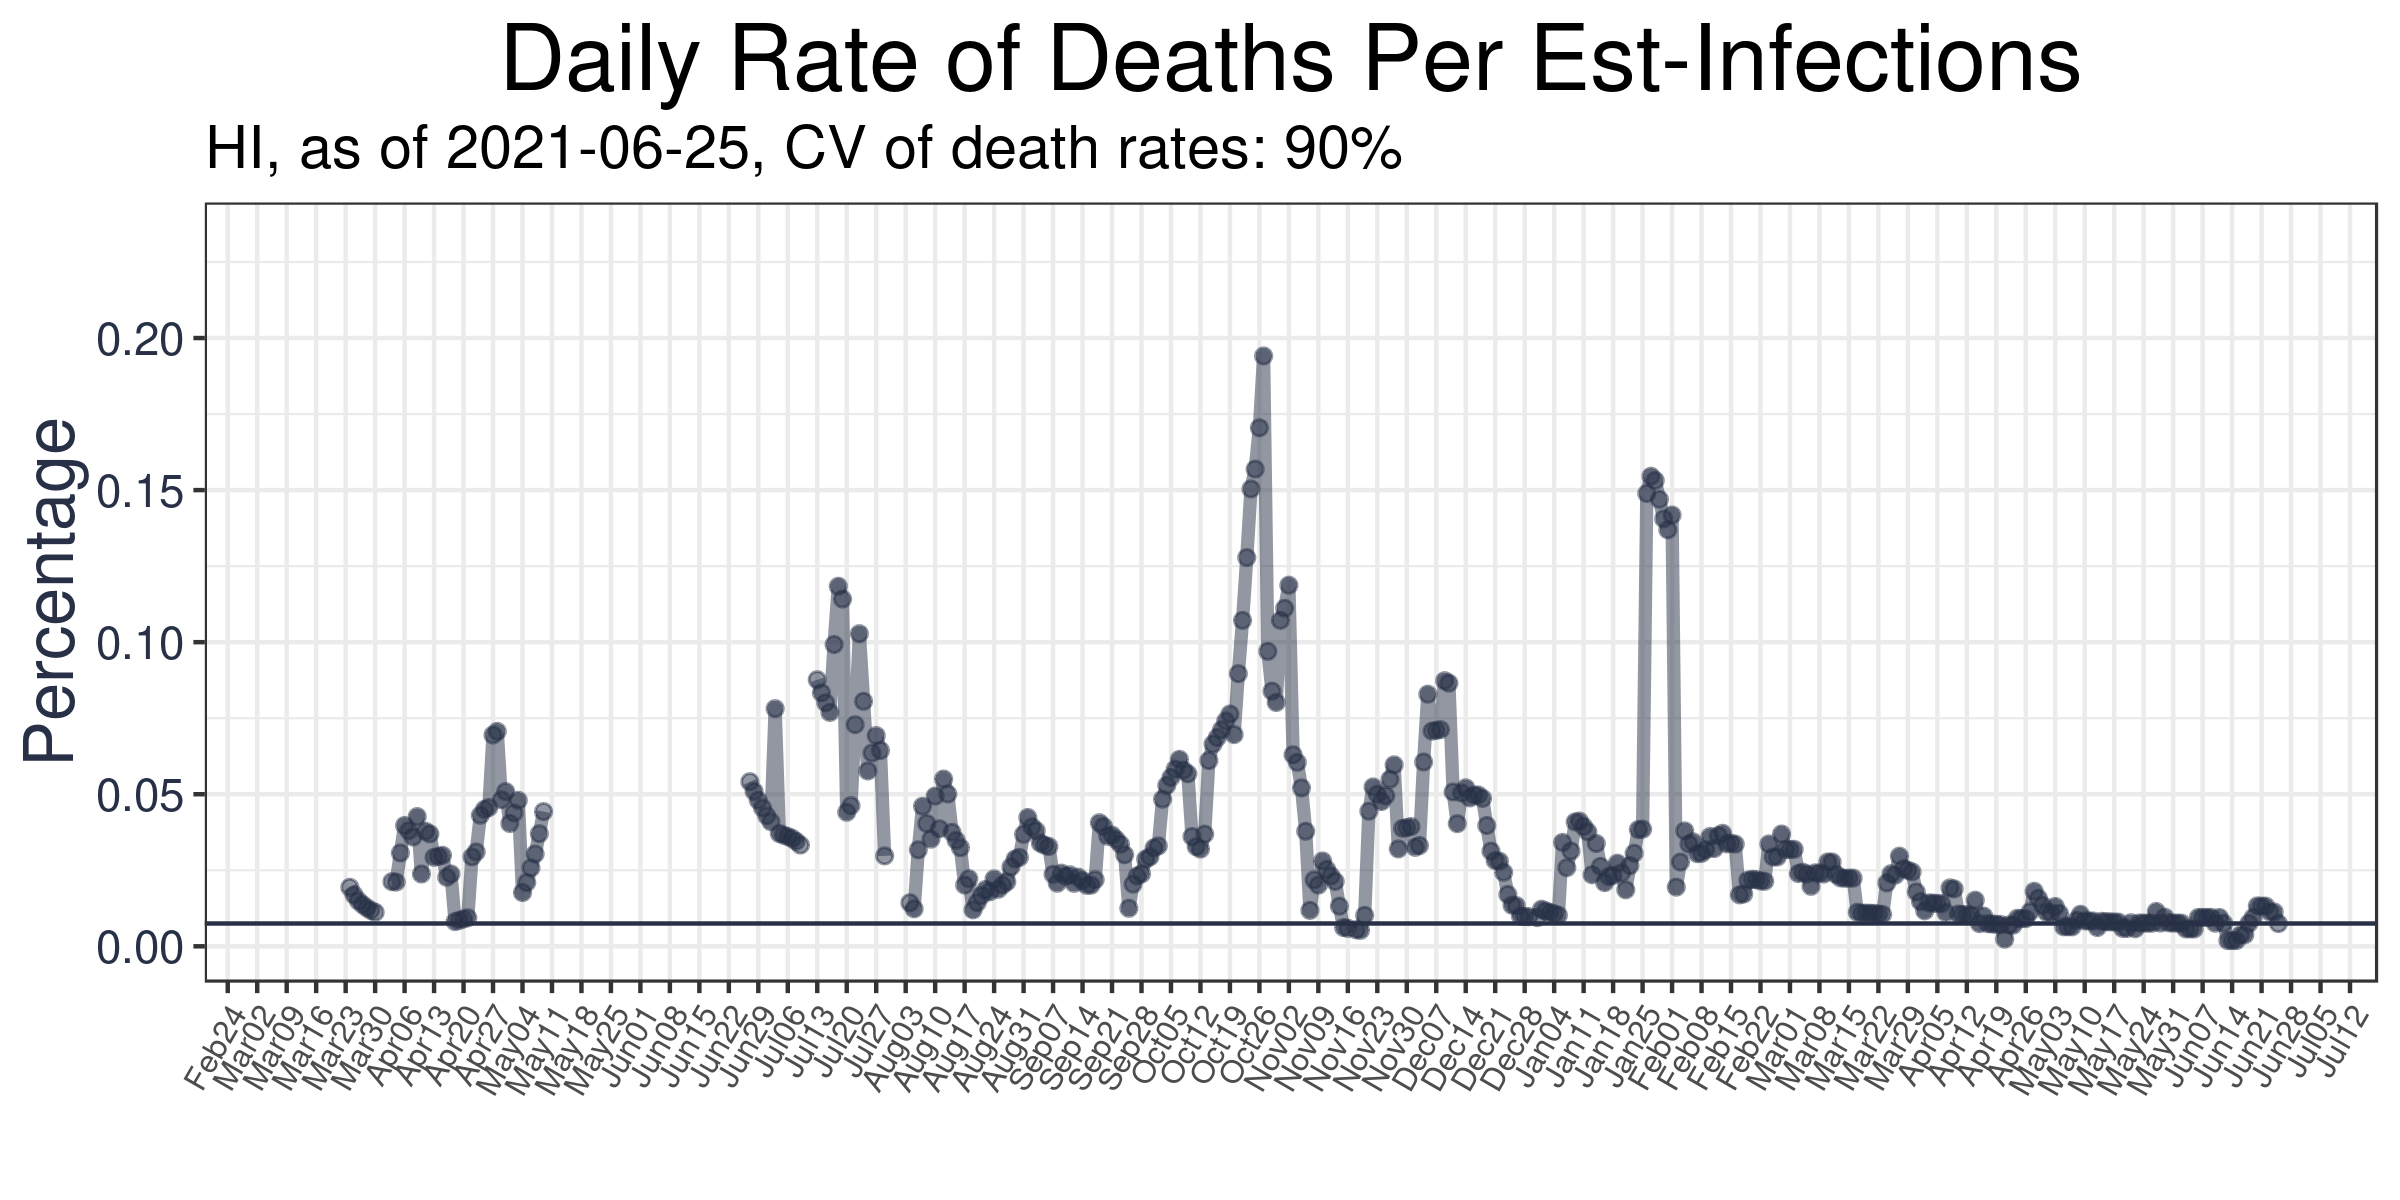 Daily Rate of Deaths Per Est-Infections
HI, as of 2021-06-25, CV of death rates: 90%
Percentage
0.20
0.15
0.10
0.05
0.00
Feb24
Mar02
Mar09
Mar16
Mar23
Mar30
Apr06
Apr13
Apr20
Apr27
May04
May11
May18
May25
Jun01
Jun08
Jun15
Jun22
Jun29
Jul06
Jul13
Jul20
Jul27
Aug03
Aug10
Aug17
Aug24
Aug31
Sep07
Sep14
Sep21
Sep28
Oct05
Oct12
Oct19
Oct26
Nov02
Nov09
Nov16
Nov23
Nov30
Dec07
Dec14
Dec21
Dec28
Jan04
Jan11
Jan18
Jan25
Feb01
Feb08
Feb15
Feb22
Mar01
Mar08
Mar15
Mar22
Mar29
Apr05
Apr12
Apr19
Apr26
May03
May10
May17
May24
May31
Jun07
Jun14
Jun21
Jun28
Jul05
Jul12